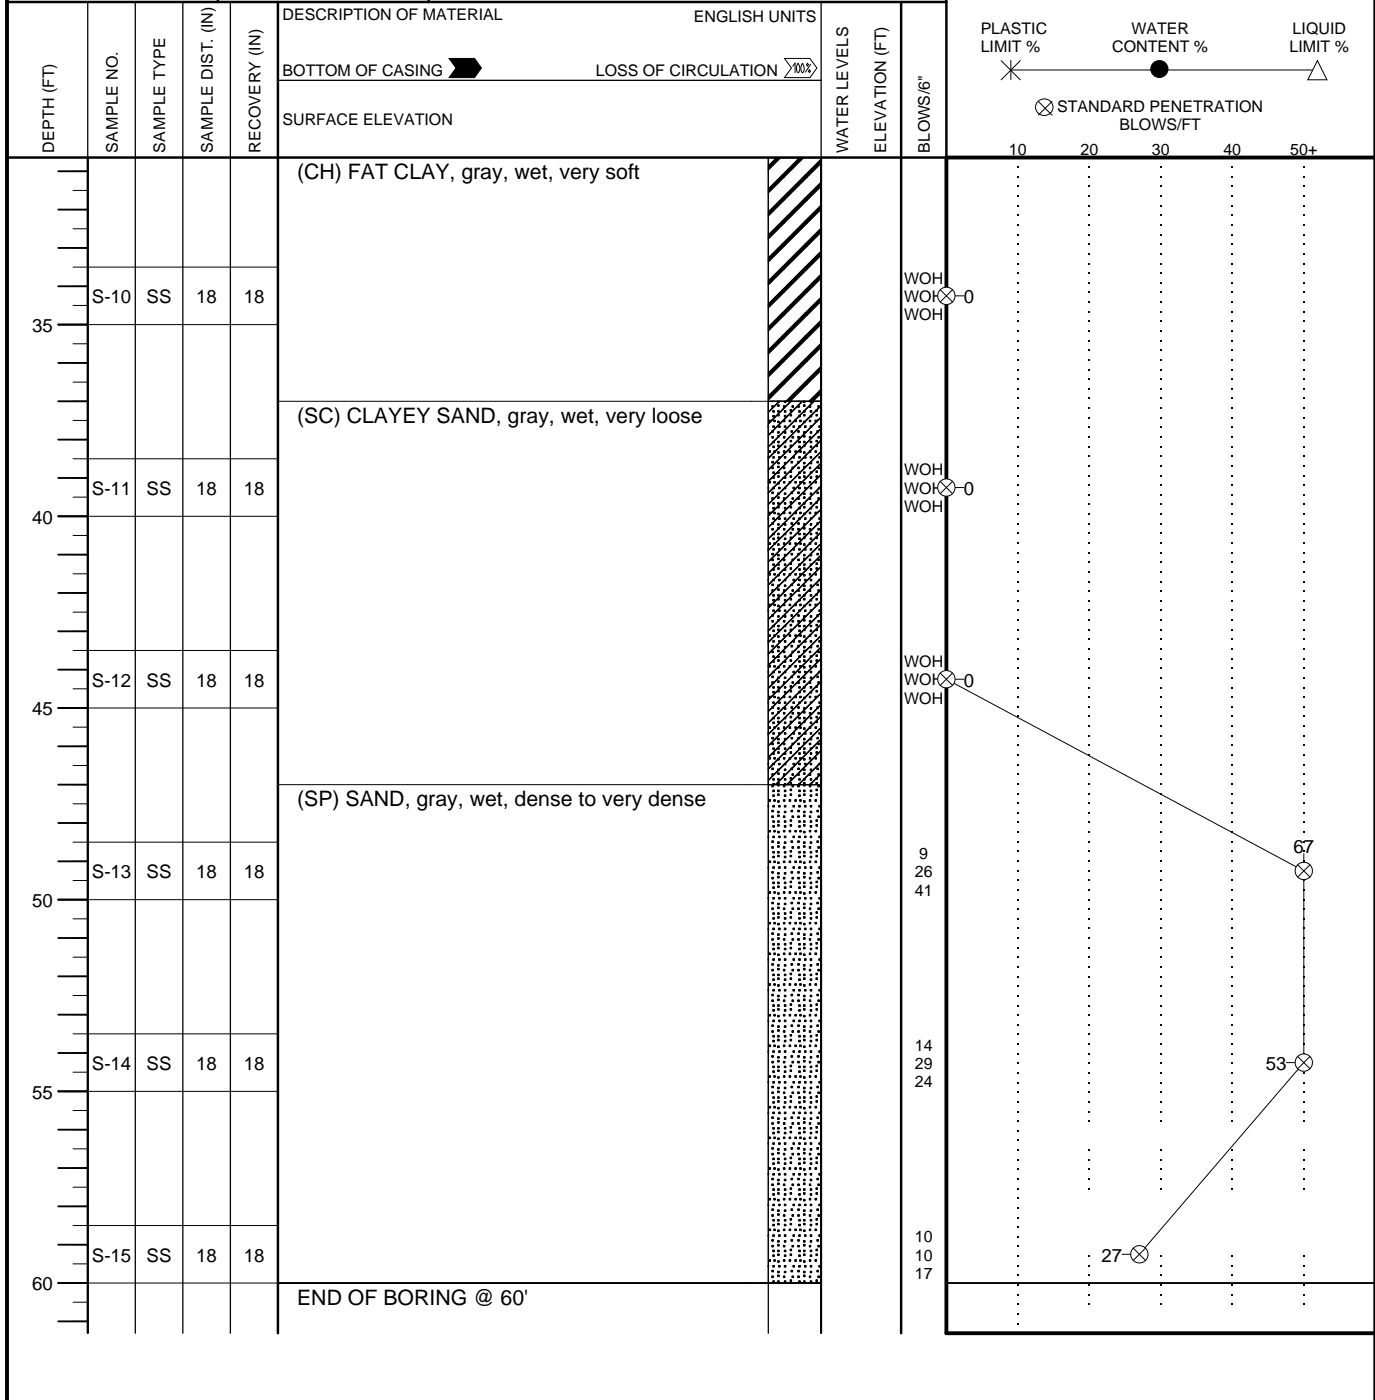 DEPTH (FT)
SAMPLE NO.
SAMPLE TYPE
SAMPLE DIST. (IN)
RECOVERY (IN)
DESCRIPTION OF MATERIAL ENGLISH UNITS
BOTTOM OF CASING LOSS OF CIRCULATION 100%
SURFACE ELEVATION
WATER LEVELS
ELEVATION (FT)
BLOWS/6"
PLASTIC LIMIT %
WATER CONTENT %
LIQUID LIMIT %
STANDARD PENETRATION
BLOWS/FT
10 20 30 40 50+
(CH) FAT CLAY, gray, wet, very soft
WOH
S-10 SS 18 18 WOH 0
WOH
35
(SC) CLAYEY SAND, gray, wet, very loose
WOH
S-11 SS 18 18 WOH 0
WOH
40
WOH
S-12 SS 18 18 WOH 0
WOH
45
(SP) SAND, gray, wet, dense to very dense
9 67
S-13 SS 18 18 26
41
50
14
S-14 SS 18 18 29 53
24
55
10
S-15 SS 18 18 10 27
17
60
END OF BORING @ 60'